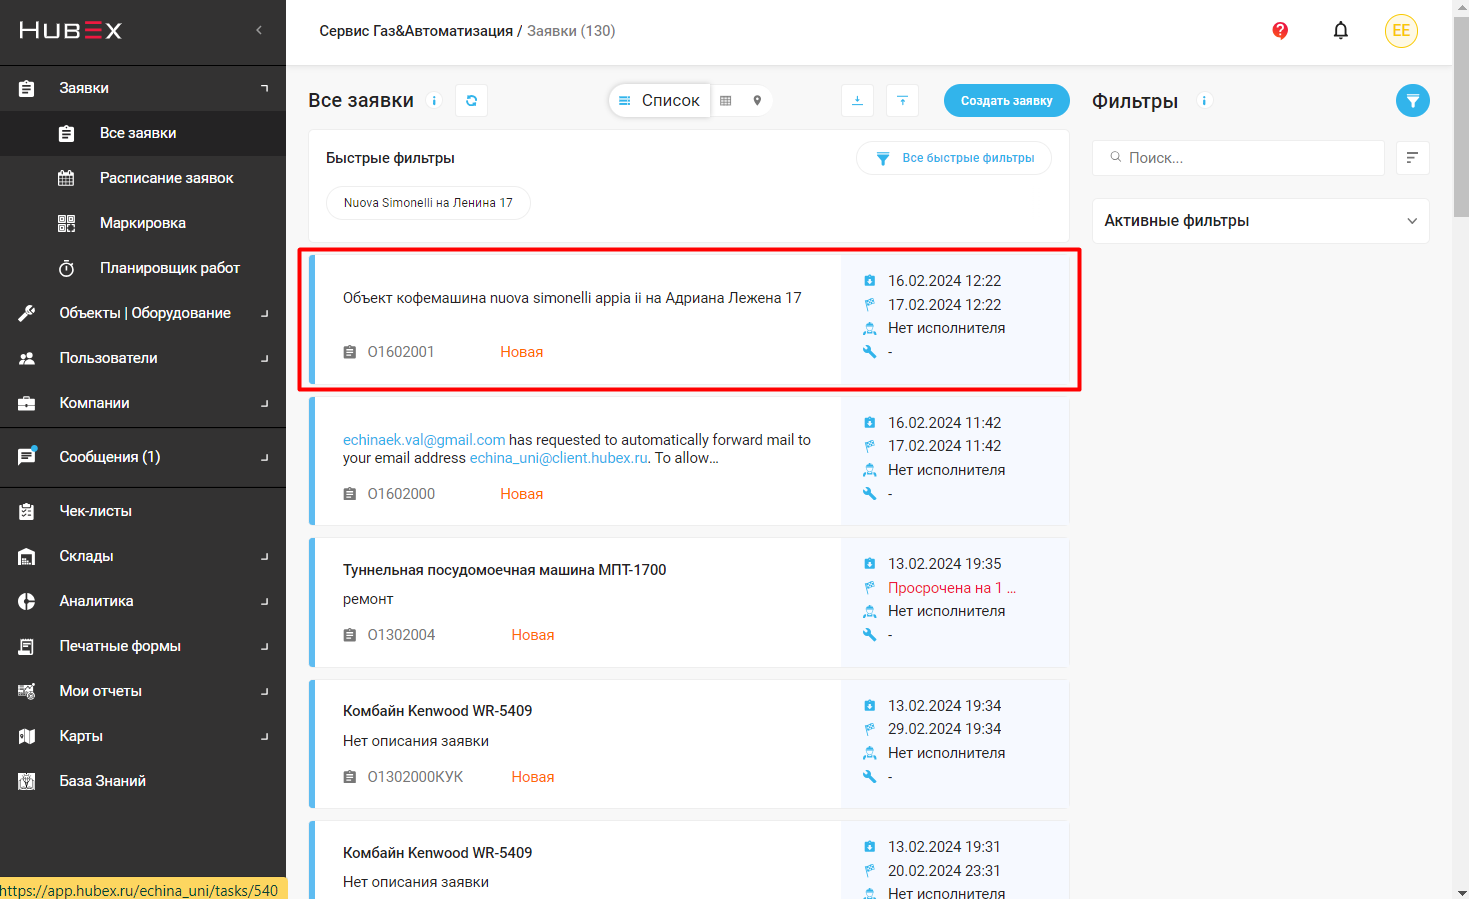 HUBEX
Сервис Газ&Автоматизация / Заявки (130)
EE
Заявки
Все заявки
Расписание заявок
Маркировка
Планировщик работ
Объекты | Оборудование
Пользователи
Компании
Сообщения (1)
Чек-листы
Склады
Аналитика
Печатные формы
Мои отчеты
Карты
База Знаний
https://app.hubex.ru/echina_uni/tasks/540
Все заявки
Список
Создать заявку
Быстрые фильтры
Все быстрые фильтры
Nuova Simonelli на Ленина 17
Объект кофемашина nuova simonelli appia ii на Адриана Лежена 17
O1602001 Новая
16.02.2024 12:22
17.02.2024 12:22
Нет исполнителя
-
echinaek.val@gmail.com has requested to automatically forward mail to
your email address echina_uni@client.hubex.ru. To allow...
O1602000 Новая
16.02.2024 11:42
17.02.2024 11:42
Нет исполнителя
-
Туннельная посудомоечная машина МПТ-1700
ремонт
O1302004 Новая
13.02.2024 19:35
Просрочена на 1 ...
Нет исполнителя
-
Комбайн Kenwood WR-5409
Нет описания заявки
O1302000КУК Новая
13.02.2024 19:34
29.02.2024 19:34
Нет исполнителя
-
Комбайн Kenwood WR-5409
Нет описания заявки
13.02.2024 19:31
20.02.2024 23:31
Нет исполнителя
Фильтры
Поиск...
Активные фильтры